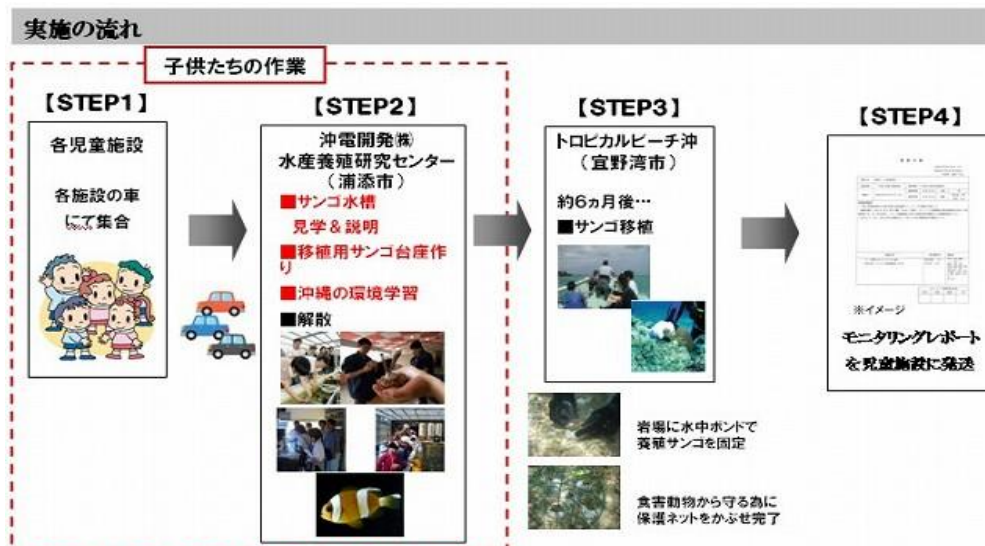 実施の流れ
子供たちの作業
【STEP1】
各児童施設
各施設の車
にて集合
【STEP2】
沖電開発㈱
水産養殖研究センター
（浦添市）
■サンゴ水槽
見学＆説明
■移植用サンゴ台座作
り
■沖縄の環境学習
■解散
【STEP3】
トロピカルビーチ沖
（宜野湾市）
約6ヵ月後…
■サンゴ移植
岩場に水中ボンドで
養殖サンゴを固定
食害動物から守る為に
保護ネットをかぶせ完了
【STEP4】
※イメージ
モニタリングレポート
を児童施設に発送